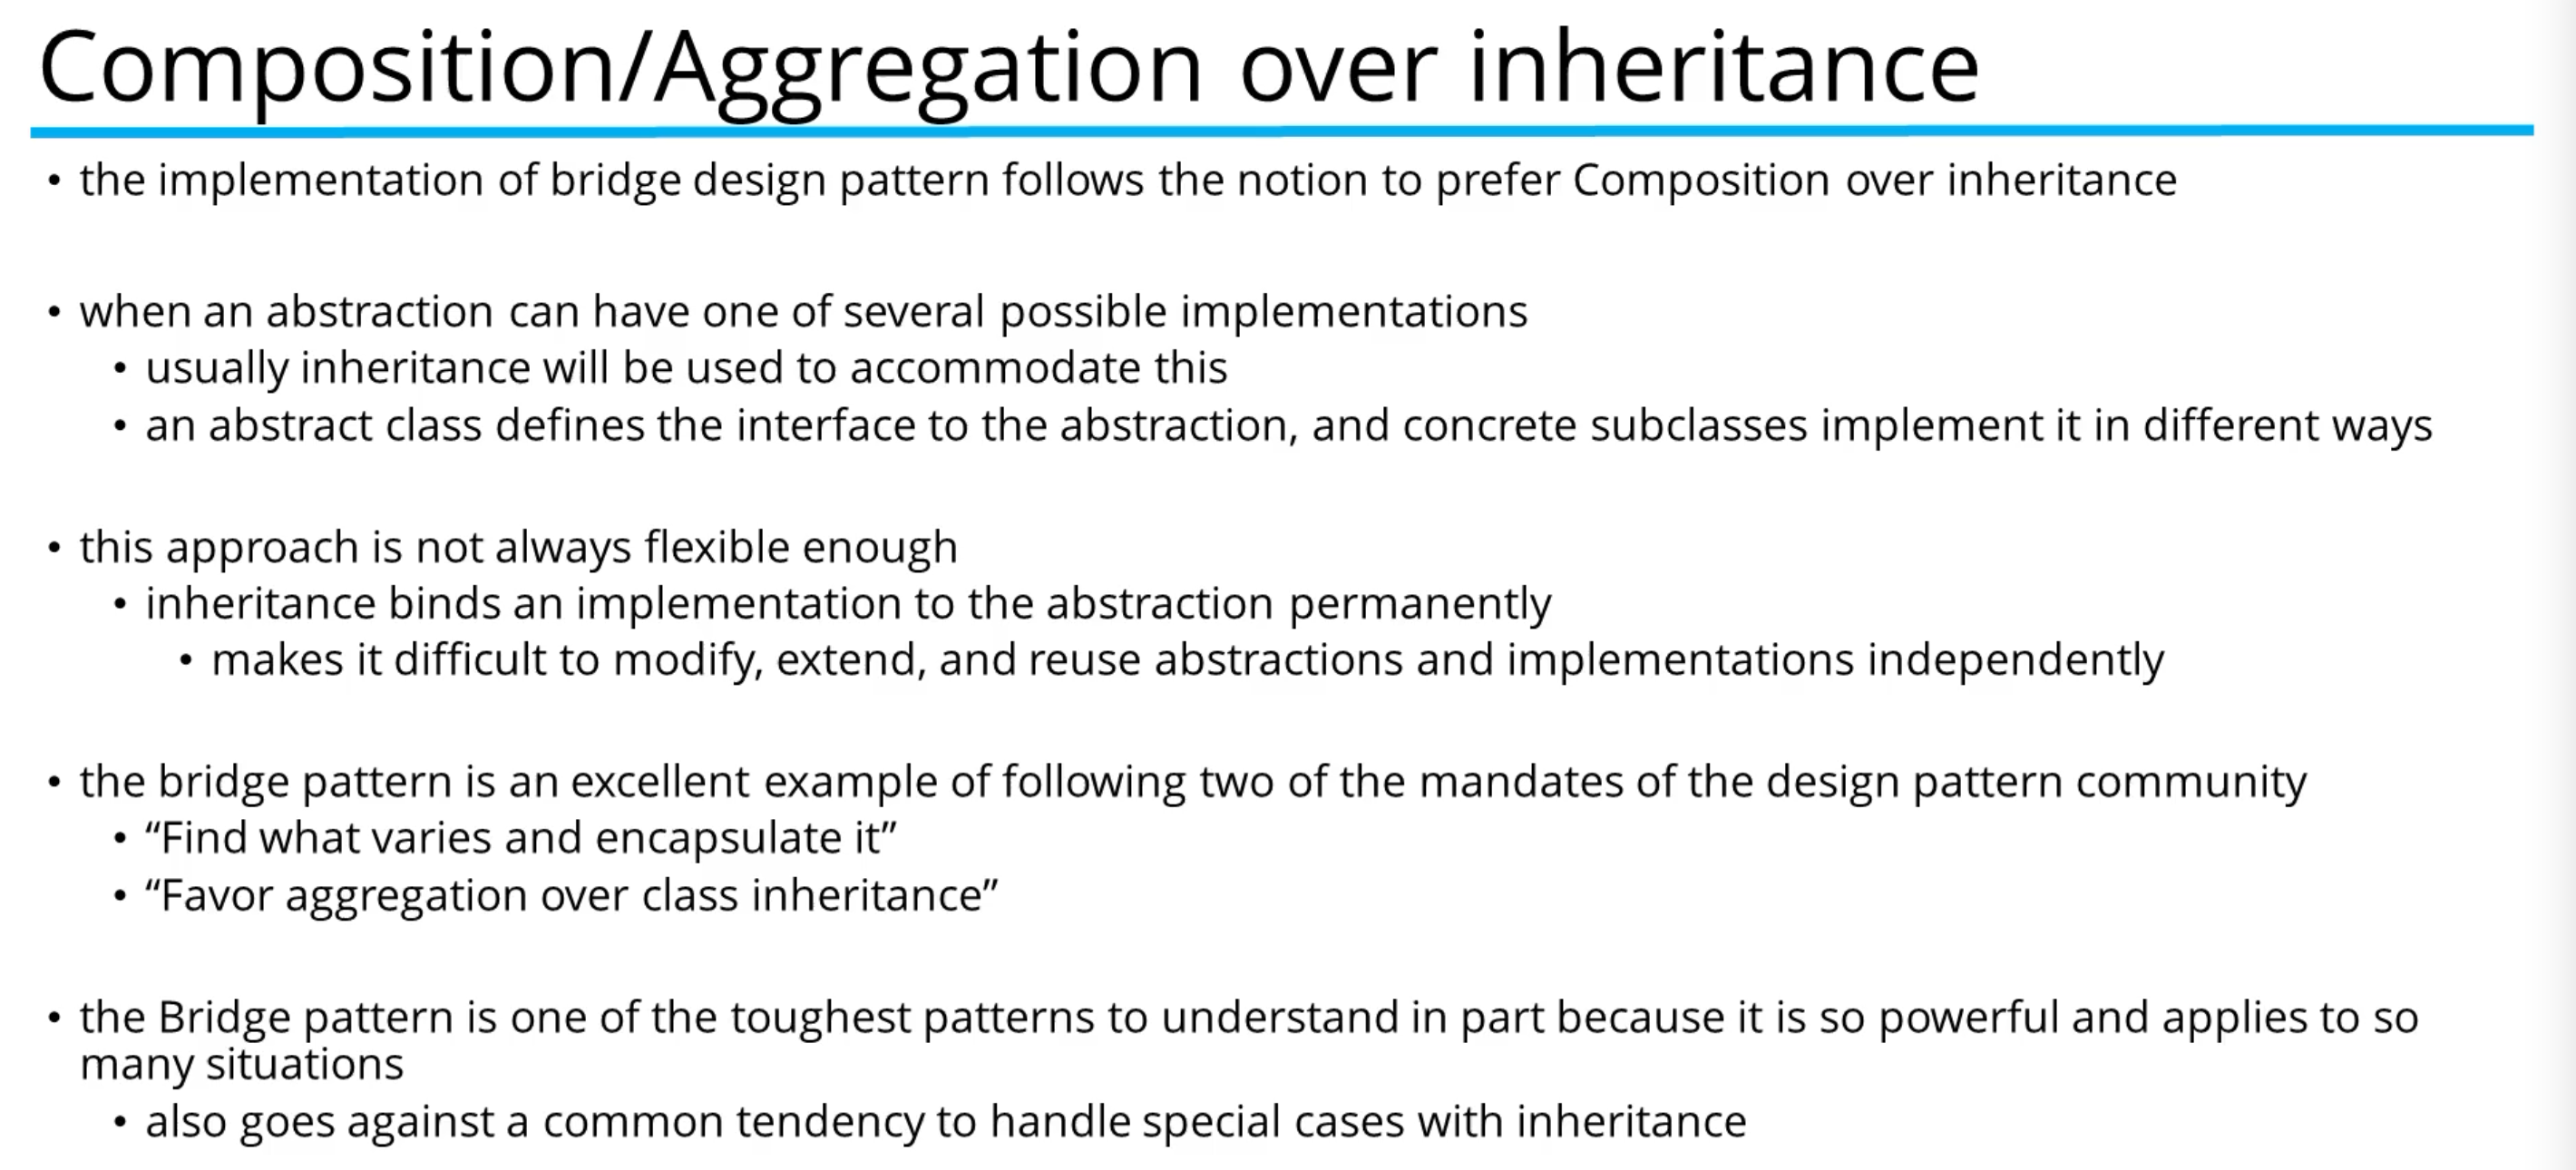 Composition/Aggregation over inheritance
• the implementation of bridge design pattern follows the notion to prefer Composition over inheritance
• when an abstraction can have one of several possible implementations
• usually inheritance will be used to accommodate this
• an abstract class defines the interface to the abstraction, and concrete subclasses implement it in different ways
• this approach is not always flexible enough
• inheritance binds an implementation to the abstraction permanently
• makes it difficult to modify, extend, and reuse abstractions and implementations independently
• the bridge pattern is an excellent example of following two of the mandates of the design pattern community
• “Find what varies and encapsulate it”
• “Favor aggregation over class inheritance”
• the Bridge pattern is one of the toughest patterns to understand in part because it is so powerful and applies to so
many situations
• also goes against a common tendency to handle special cases with inheritance